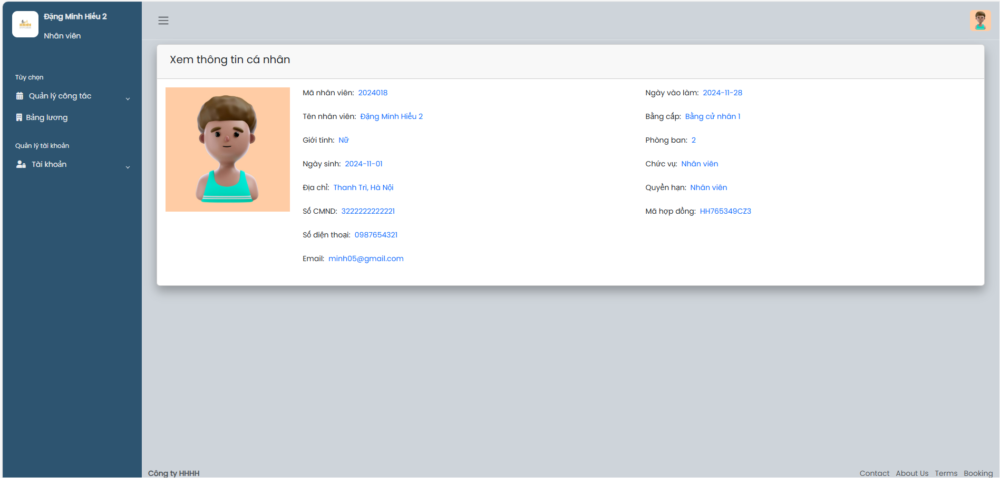 HHHH
Đặng Minh Hiếu 2
Nhân viên
Tùy chọn
Quản lý công tác
Bảng lương
Quản lý tài khoản
Tài khoản
Xem thông tin cá nhân
Mã nhân viên: 2024018
Tên nhân viên: Đặng Minh Hiếu 2
Giới tính: Nữ
Ngày sinh: 2024-11-01
Địa chỉ: Thanh Trì, Hà Nội
Số CMND: 3222222222221
Số điện thoại: 0987654321
Email: minh05@gmail.com
Ngày vào làm: 2024-11-28
Bằng cấp: Bằng cử nhân 1
Phòng ban: 2
Chức vụ: Nhân viên
Quyền hạn: Nhân viên
Mã hợp đồng: HH765349CZ3
Công ty HHHH
Contact About Us Terms Booking